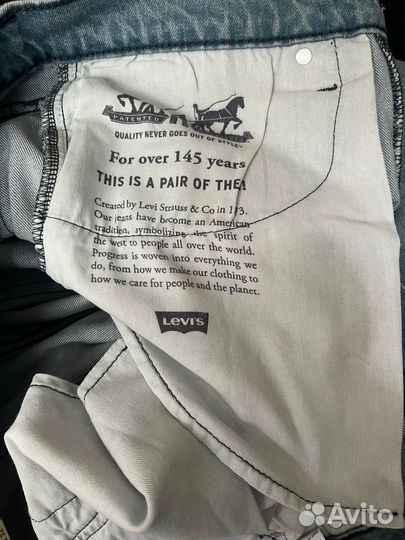 PATENTED
QUALITY NEVER GOES OUT OF STYLE™
For over 145 years
THIS IS A PAIR OF THE
Created by Levi Strauss & Co in 1 3.
Our jeans have become an American
tradition, symbolizing the spirit of
the west to people all over the world.
Progress is woven into everything we
do, from how we make our clothing to
how we care for people and the planet.
Levi's
Avito